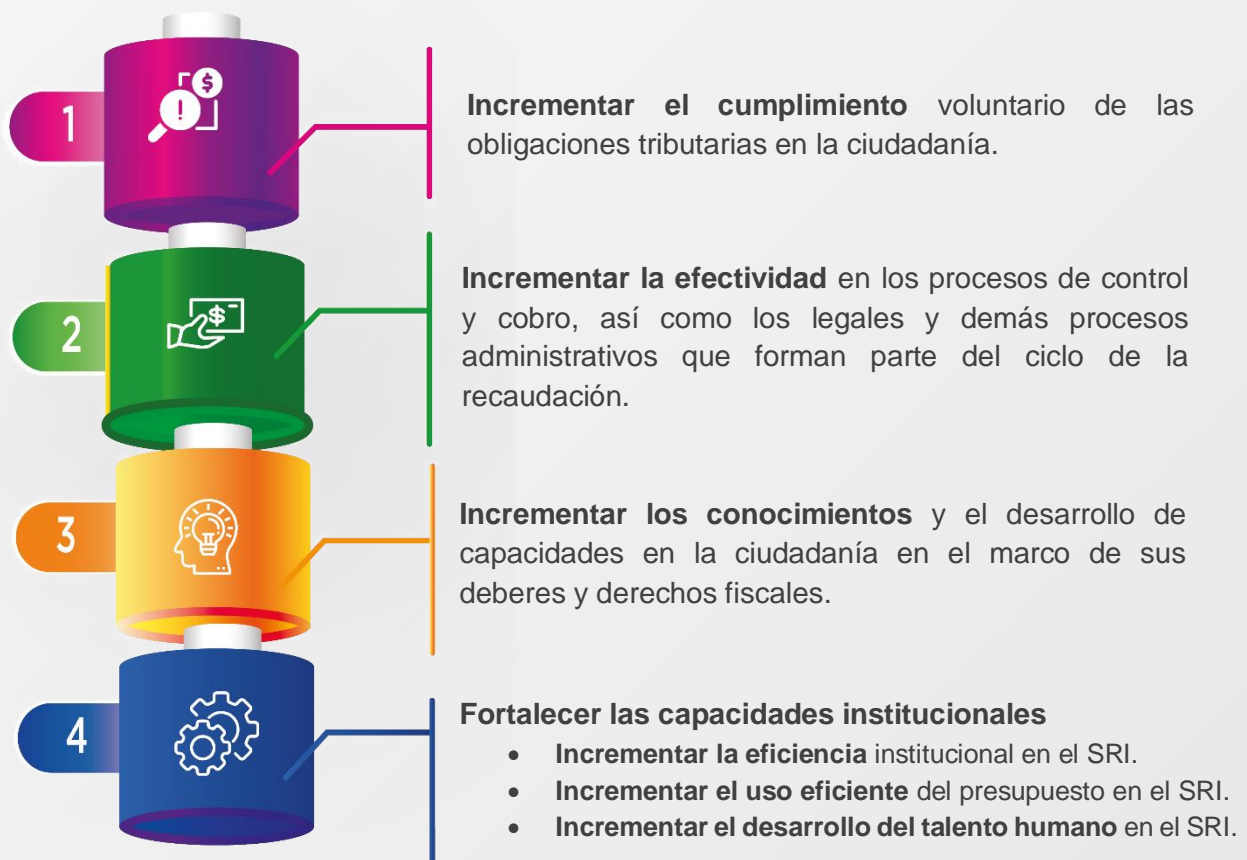 1
Incrementar el cumplimiento voluntario de las
obligaciones tributarias en la ciudadanía.
2
Incrementar la efectividad en los procesos de control
y cobro, así como los legales y demás procesos
administrativos que forman parte del ciclo de la
recaudación.
3
Incrementar los conocimientos y el desarrollo de
capacidades en la ciudadanía en el marco de sus
deberes y derechos fiscales.
4
Fortalecer las capacidades institucionales
• Incrementar la eficiencia institucional en el SRI.
• Incrementar el uso eficiente del presupuesto en el SRI.
• Incrementar el desarrollo del talento humano en el SRI.